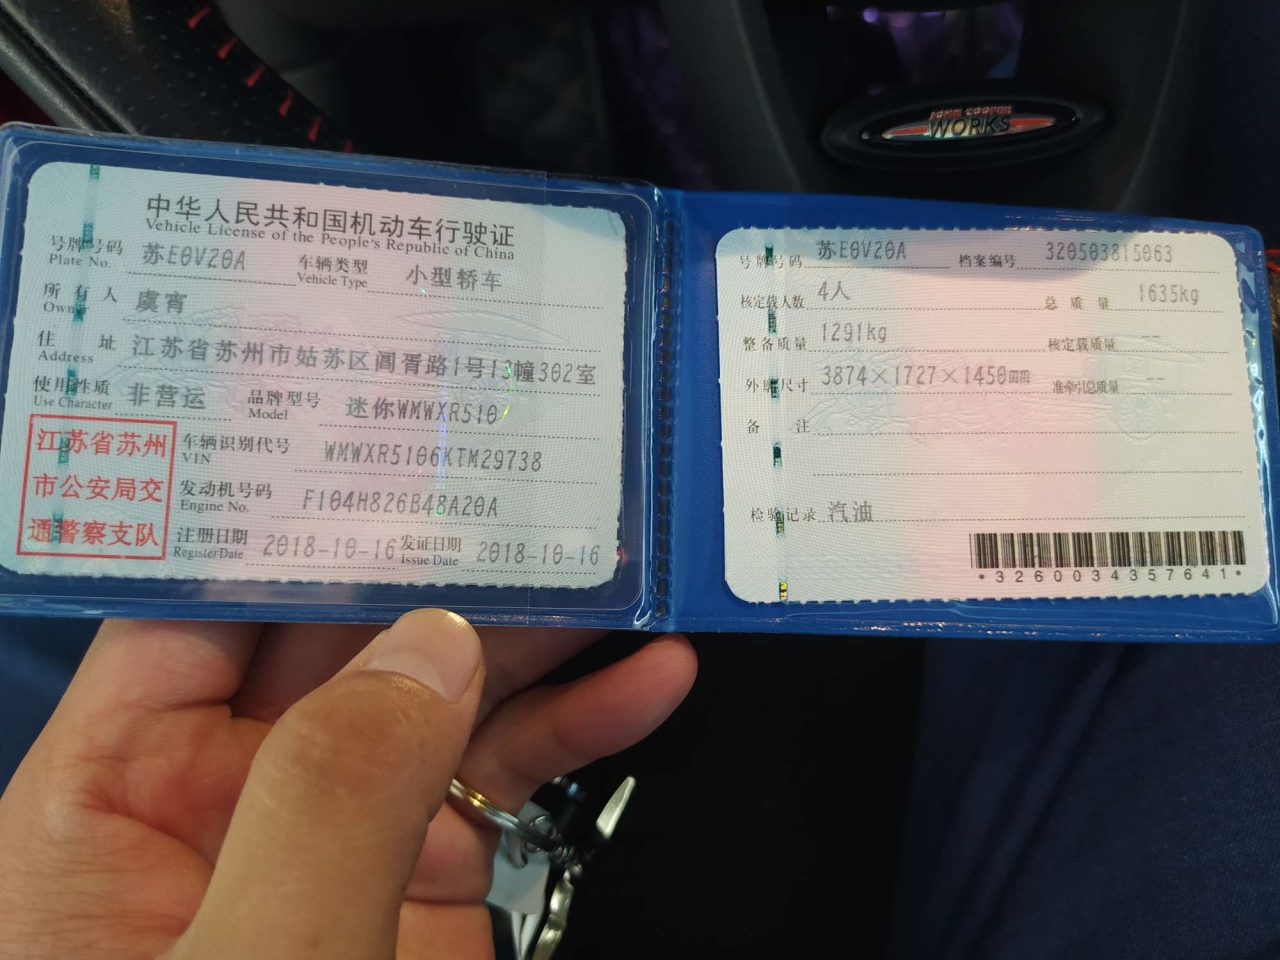 JOHN COOPER
WORKS
中华人民共和国机动车行驶证
Vehicle License of the People's Republic of China
号牌号码 苏E0V20A 车辆类型 小型轿车
Plate No. Vehicle Type
所有人 虞宵
Owner
住址 江苏省苏州市姑苏区阊胥路1号13幢302室
Address
使用性质 非营运 品牌型号 迷你WMWXR510
Use Character Model
江苏省苏州
市公安局交
通警察支队
车辆识别代号 WMWXR5106KTM29738
VIN
发动机号码 F104H826B48A20A
Engine No.
注册日期 2018-10-16 发证日期 2018-10-16
Register Date Issue Date
号牌号码 苏E0V20A 档案编号 320503815063
核定载人数 4人 总质量 1635kg
整备质量 1291kg 核定载质量 --
外廓尺寸 3874×1727×1450mm 准牵引总质量 --
备注
检验记录 汽油
*3260034357641*